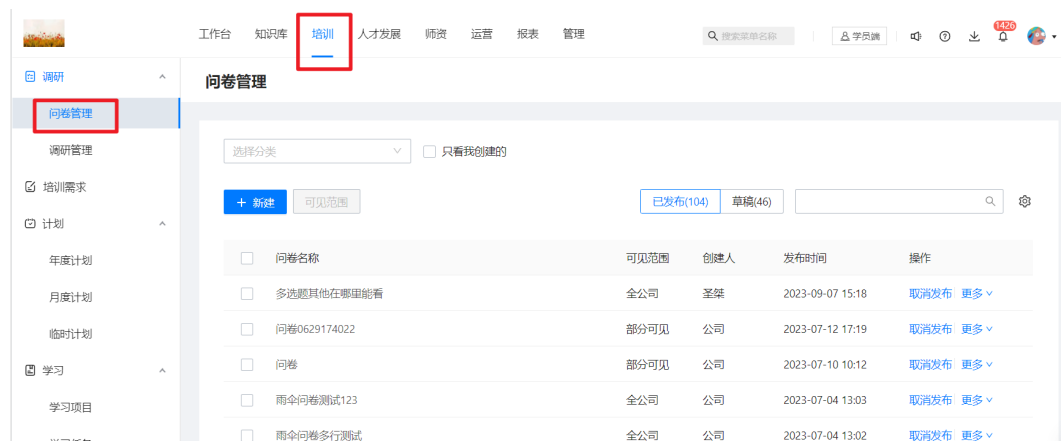 工作台 知识库 培训 人才发展 师资 运营 报表 管理 搜索菜单名称 学员端 1426
调研
问卷管理
调研管理
培训需求
计划
年度计划
月度计划
临时计划
学习
学习项目
问卷管理
选择分类 只看我创建的
+ 新建 可见范围 已发布(104) 草稿(46)
问卷名称 可见范围 创建人 发布时间 操作
多选题其他在哪里能看 全公司 圣桀 2023-09-07 15:18 取消发布 更多
问卷0629174022 部分可见 公司 2023-07-12 17:19 取消发布 更多
问卷 部分可见 公司 2023-07-10 10:12 取消发布 更多
雨伞问卷测试123 全公司 公司 2023-07-04 13:03 取消发布 更多
雨伞问卷多行测试 全公司 公司 2023-07-04 13:02 取消发布 更多